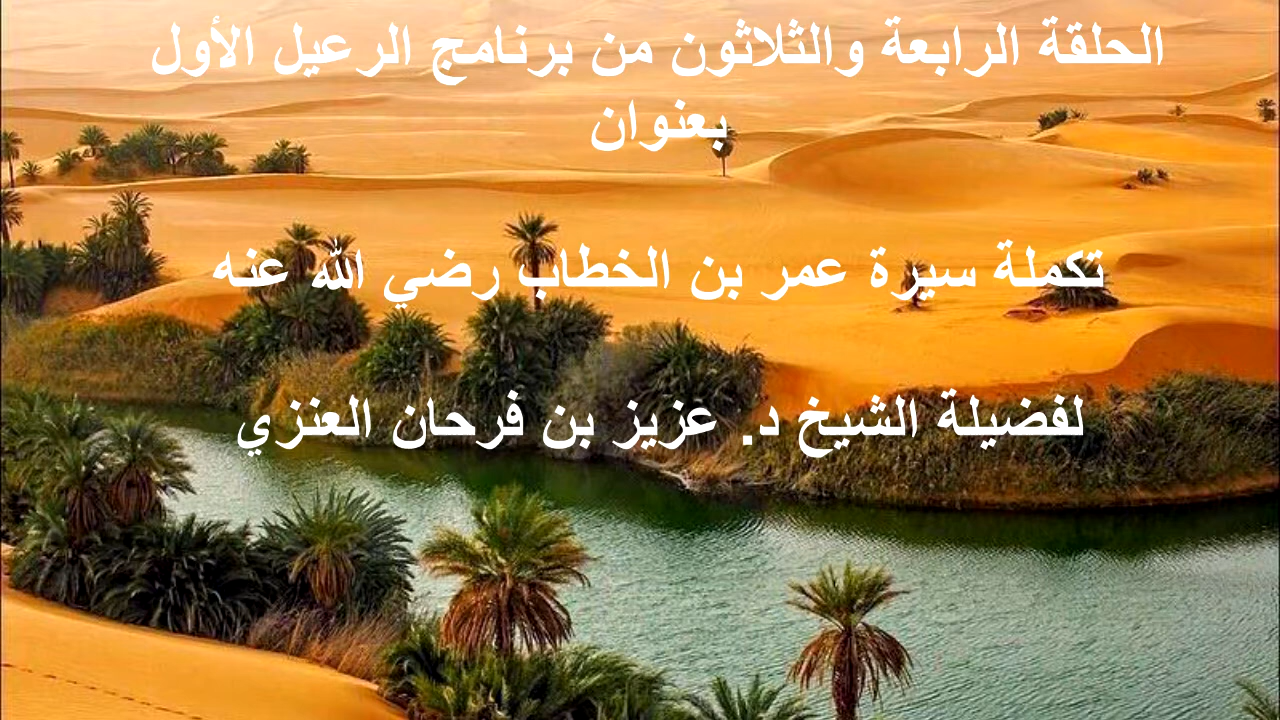 الحلقة الرابعة والثلاثون من برنامج الرعيل الأول
بعنوان
تكملة سيرة عمر بن الخطاب رضي الله عنه
لفضيلة الشيخ د. عزيز بن فرحان العنزي